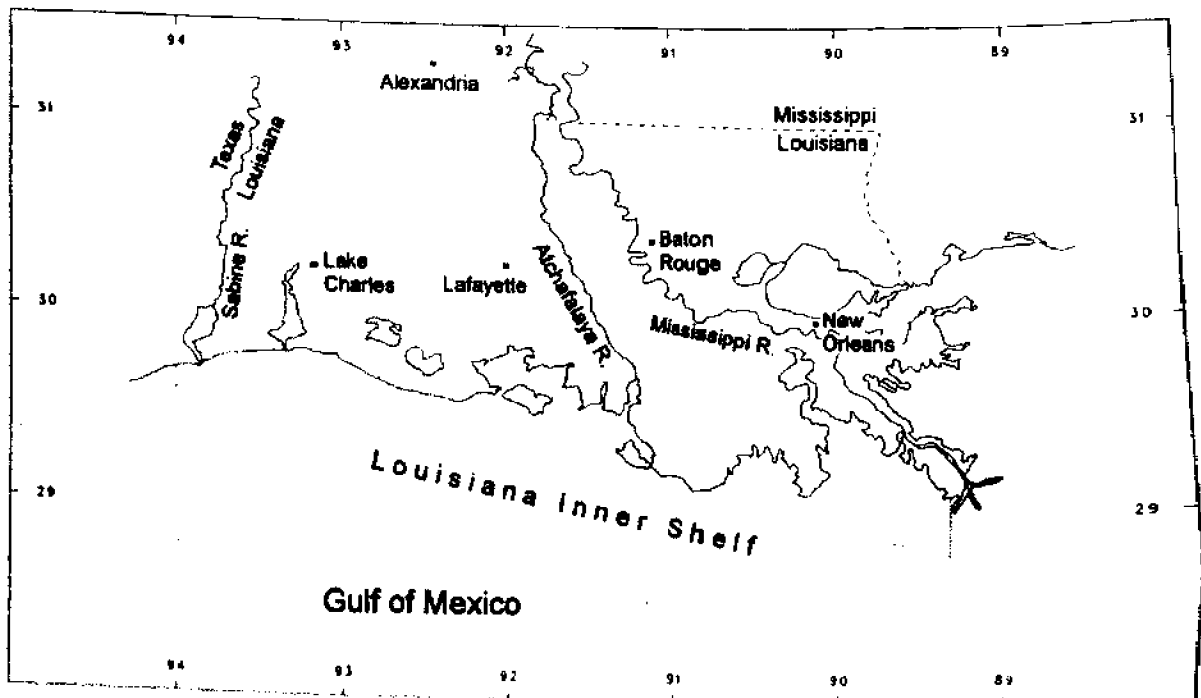 94 93 92 91 90 89
Alexandria
31
Texas
Louisiana
Mississippi
Louisiana
31
Sabine R.
Lake
Charles
Lafayette
Atchafalaya R.
Baton
Rouge
30
Mississippi R.
New
Orleans
30
29
Louisiana Inner Shelf
29
Gulf of Mexico
94 93 92 91 90 89